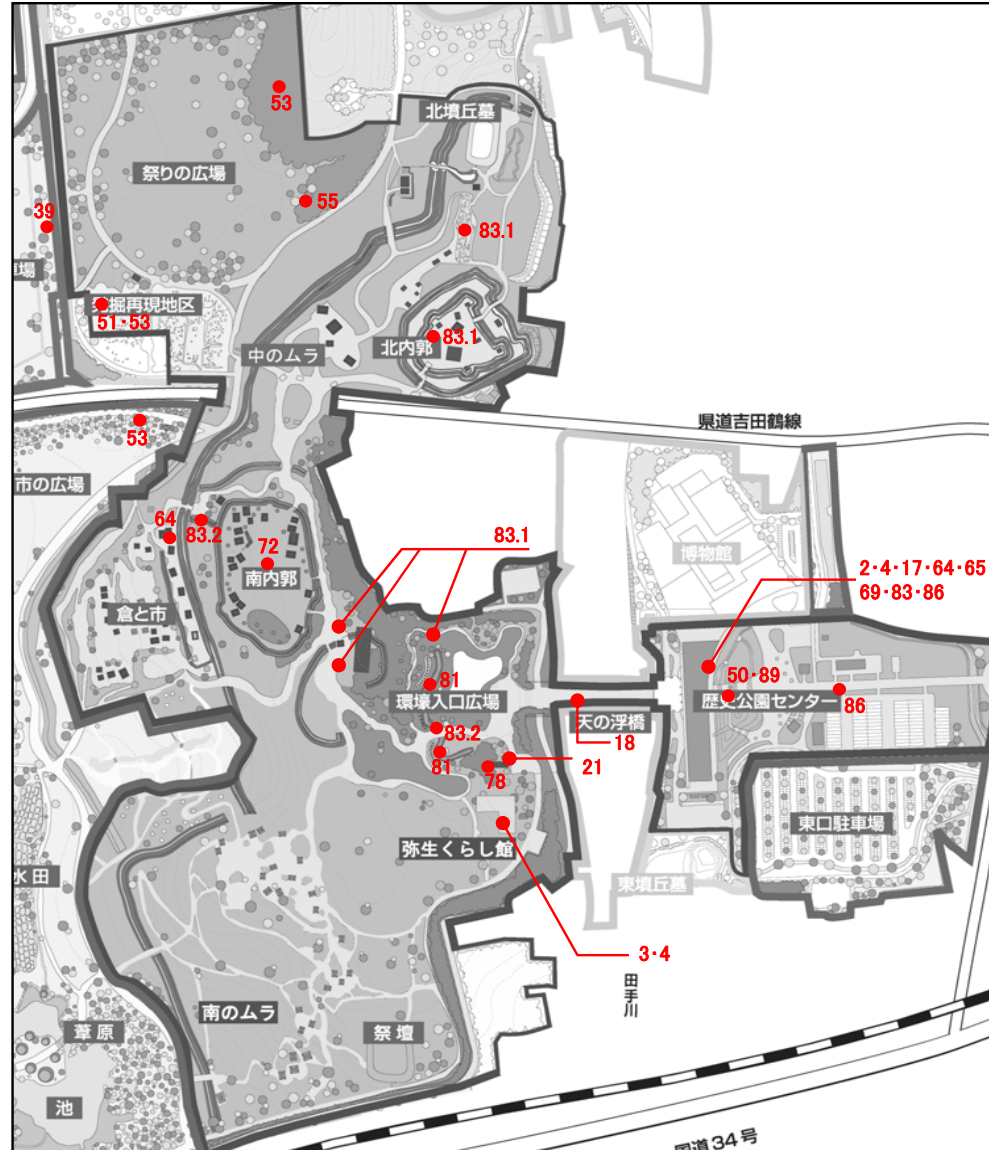 53
北墳丘墓
祭りの広場
55
39
83.1
車場
51・53
掘再現地区
83.1
北内郭
中のムラ
53
県道吉田鶴線
市の広場
64
83.2
83.1
72
南内郭
博物館
2・4・17・64・65
69・83・86
倉と市
81
環壕入口広場
50・89
歴史公園センター
86
天の浮橋
83.2
18
81
21
78
弥生くらし館
東口駐車場
水田
東墳丘墓
3・4
田手川
南のムラ
祭壇
葦原
池
国道34号